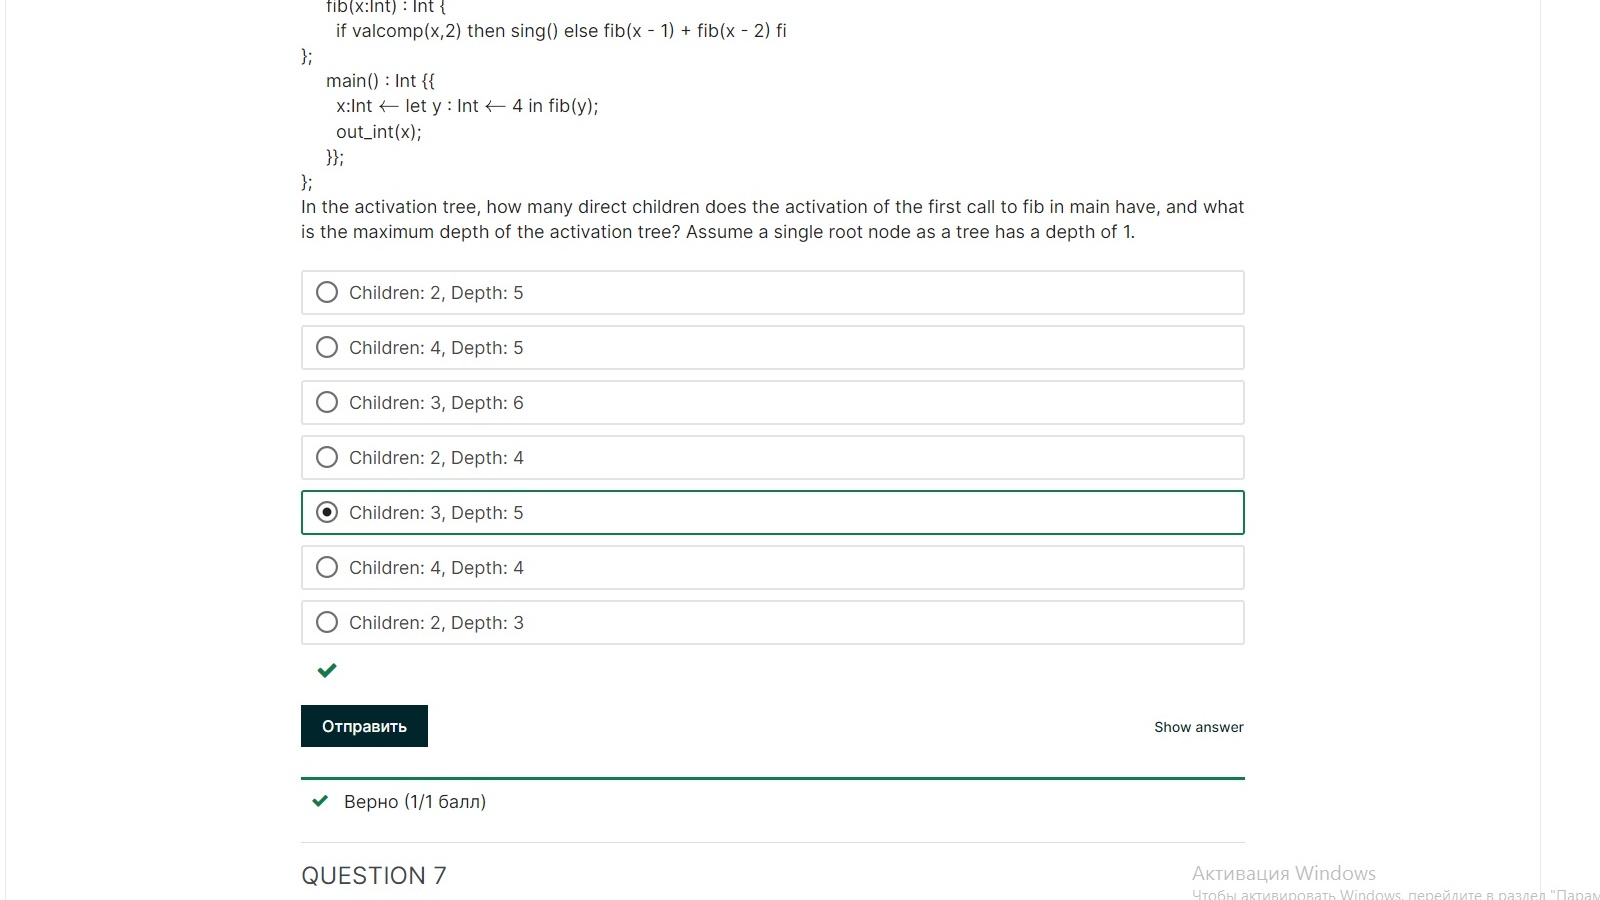 fib(x:Int) : Int {
if valcomp(x,2) then sing() else fib(x - 1) + fib(x - 2) fi
};
main() : Int {{
x:Int ← let y : Int ← 4 in fib(y);
out_int(x);
}};
};
In the activation tree, how many direct children does the activation of the first call to fib in main have, and what
is the maximum depth of the activation tree? Assume a single root node as a tree has a depth of 1.
Children: 2, Depth: 5
Children: 4, Depth: 5
Children: 3, Depth: 6
Children: 2, Depth: 4
Children: 3, Depth: 5
Children: 4, Depth: 4
Children: 2, Depth: 3
Отправить
Show answer
Верно (1/1 балл)
QUESTION 7
Активация Windows
Чтобы активировать Windows, перейдите в раздел "Парам